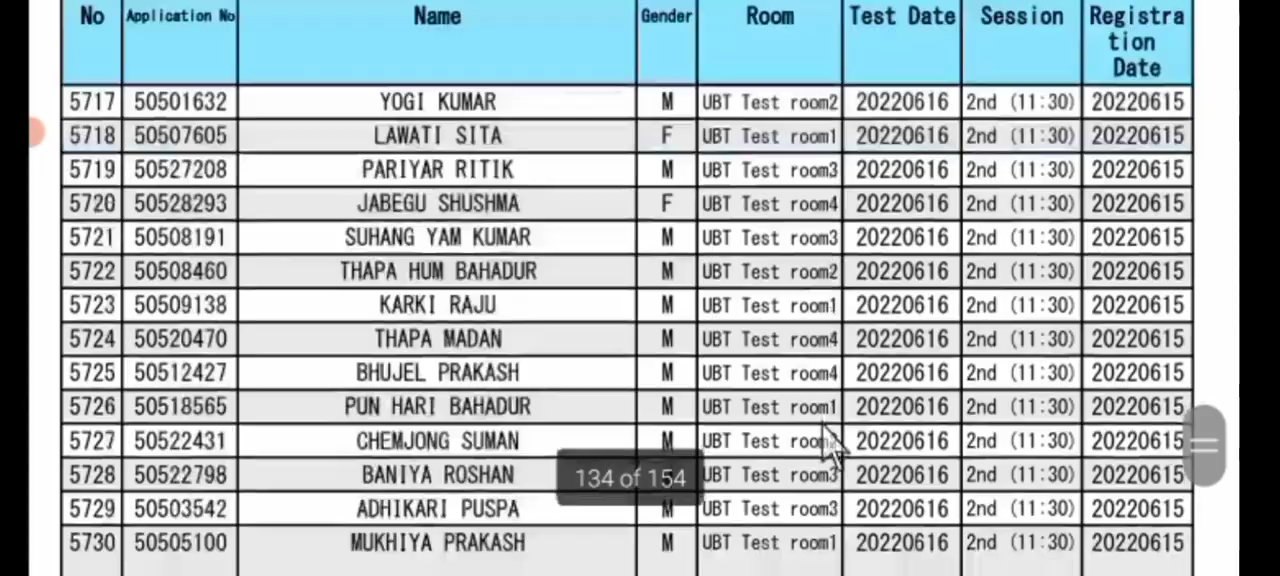 No Application No Name Gender Room Test Date Session Registra
tion
Date
5717 50501632 YOGI KUMAR M UBT Test room2 20220616 2nd (11:30) 20220615
5718 50507605 LAWATI SITA F UBT Test room1 20220616 2nd (11:30) 20220615
5719 50527208 PARIYAR RITIK M UBT Test room3 20220616 2nd (11:30) 20220615
5720 50528293 JABEGU SHUSHMA F UBT Test room4 20220616 2nd (11:30) 20220615
5721 50508191 SUHANG YAM KUMAR M UBT Test room3 20220616 2nd (11:30) 20220615
5722 50508460 THAPA HUM BAHADUR M UBT Test room2 20220616 2nd (11:30) 20220615
5723 50509138 KARKI RAJU M UBT Test room1 20220616 2nd (11:30) 20220615
5724 50520470 THAPA MADAN M UBT Test room4 20220616 2nd (11:30) 20220615
5725 50512427 BHUJEL PRAKASH M UBT Test room4 20220616 2nd (11:30) 20220615
5726 50518565 PUN HARI BAHADUR M UBT Test room1 20220616 2nd (11:30) 20220615
5727 50522431 CHEMJONG SUMAN M UBT Test 20220616 2nd (11:30) 20220615
5728 50522798 BANIYA ROSHAN UBT Test room3 20220616 2nd (11:30) 20220615
134 of 154
5729 50503542 ADHIKARI PUSPA M UBT Test room3 20220616 2nd (11:30) 20220615
5730 50505100 MUKHIYA PRAKASH M UBT Test room1 20220616 2nd (11:30) 20220615